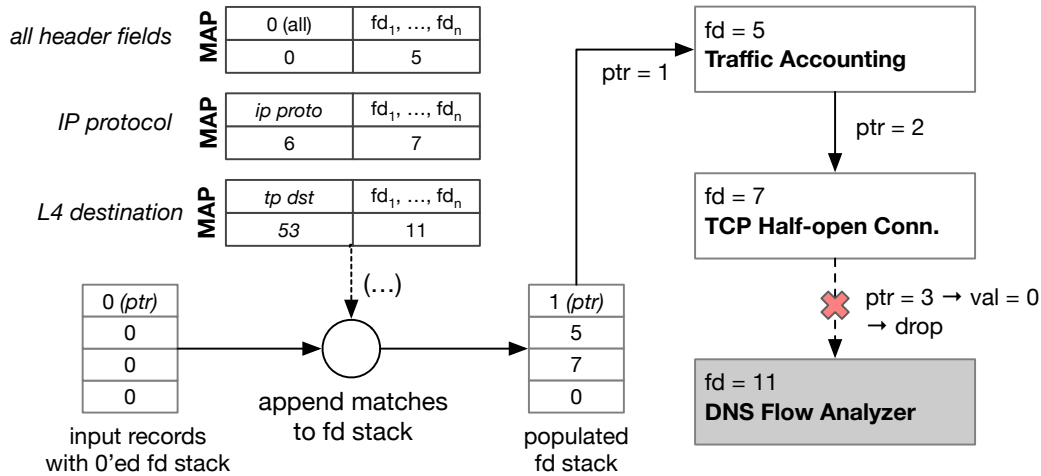 all header fields
MAP
0 (all)
fd1, ..., fdn
0
5
IP protocol
MAP
ip proto
fd1, ..., fdn
6
7
L4 destination
MAP
tp dst
fd1, ..., fdn
53
11
(...)
0 (ptr)
0
0
0
input records
with 0'ed fd stack
append matches
to fd stack
1 (ptr)
5
7
0
populated
fd stack
ptr = 1
fd = 5
Traffic Accounting
ptr = 2
fd = 7
TCP Half-open Conn.
ptr = 3 → val = 0
→ drop
fd = 11
DNS Flow Analyzer